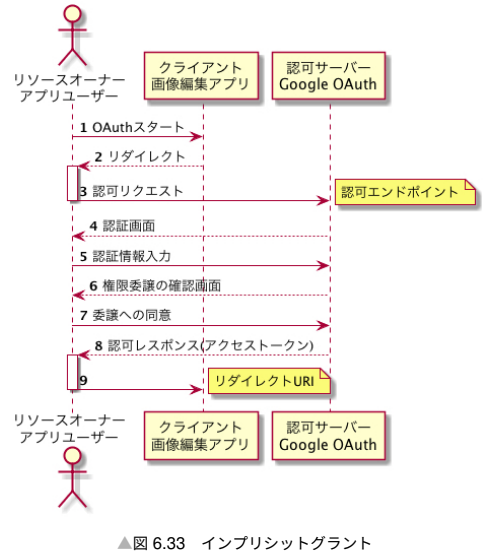 リソースオーナー
アプリユーザー
クライアント
画像編集アプリ
認可サーバー
Google OAuth
1 OAuthスタート
2 リダイレクト
3 認可リクエスト
認可エンドポイント
4 認証画面
5 認証情報入力
6 権限委譲の確認画面
7 委譲への同意
8 認可レスポンス(アクセストークン)
9
リダイレクトURI
リソースオーナー
アプリユーザー
クライアント
画像編集アプリ
認可サーバー
Google OAuth
▲図 6.33　インプリシットグラント